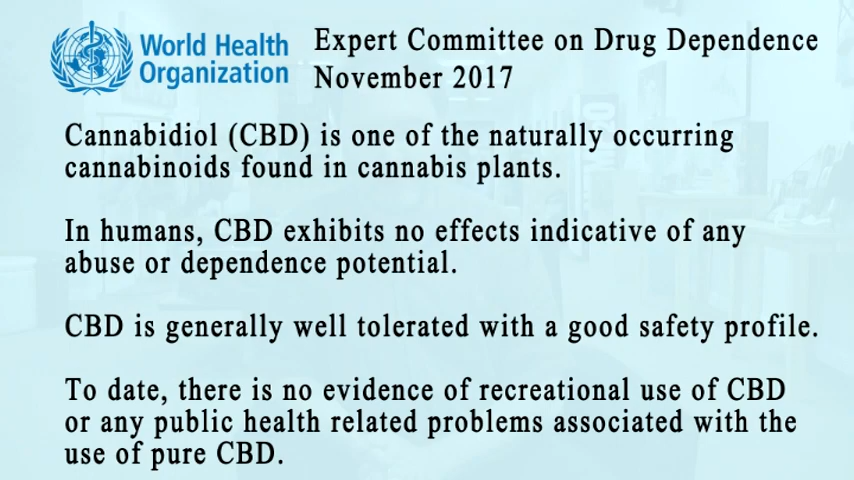 World Health
Organization
Expert Committee on Drug Dependence
November 2017
Cannabidiol (CBD) is one of the naturally occurring
cannabinoids found in cannabis plants.
In humans, CBD exhibits no effects indicative of any
abuse or dependence potential.
CBD is generally well tolerated with a good safety profile.
To date, there is no evidence of recreational use of CBD
or any public health related problems associated with the
use of pure CBD.